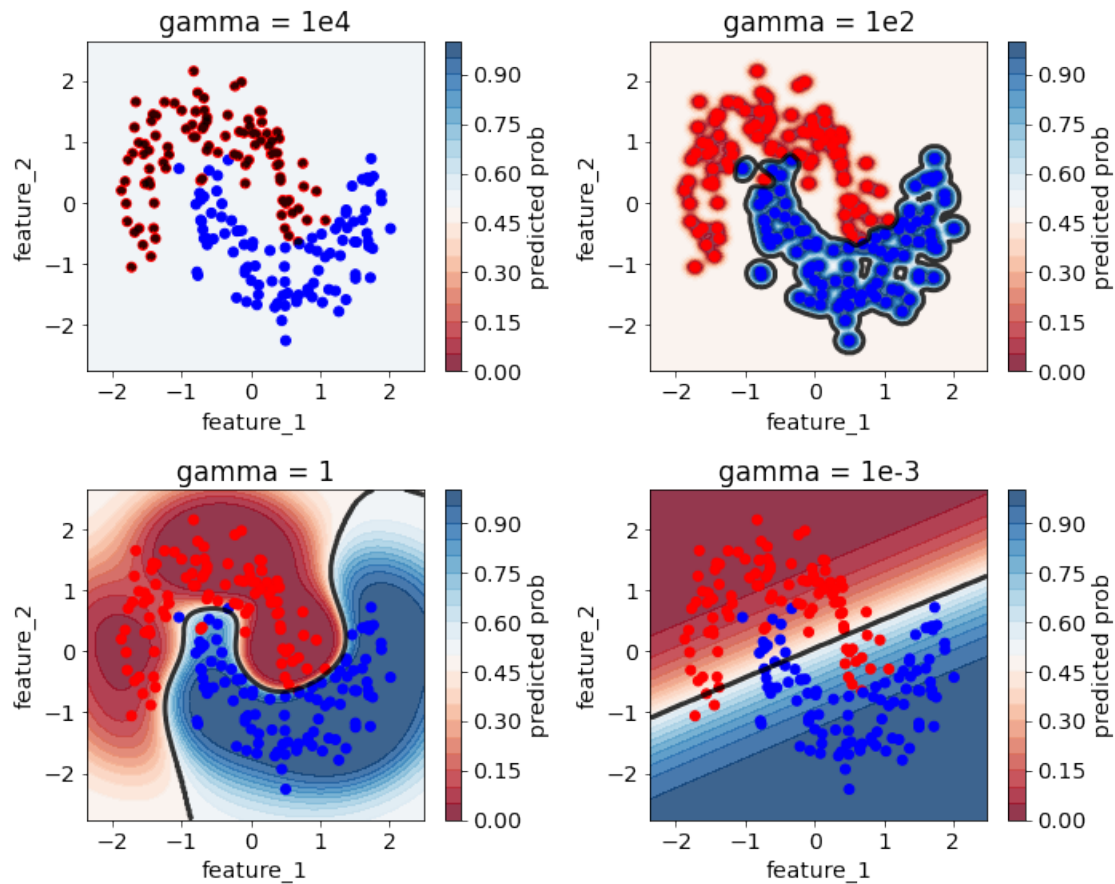 gamma = 1e4
feature_2
2
1
0
−1
−2
−2 −1 0 1 2
feature_1
0.90
0.75
0.60
0.45
0.30
0.15
0.00
predicted prob
gamma = 1e2
feature_2
2
1
0
−1
−2
−2 −1 0 1 2
feature_1
0.90
0.75
0.60
0.45
0.30
0.15
0.00
predicted prob
gamma = 1
feature_2
2
1
0
−1
−2
−2 −1 0 1 2
feature_1
0.90
0.75
0.60
0.45
0.30
0.15
0.00
predicted prob
gamma = 1e-3
feature_2
2
1
0
−1
−2
−2 −1 0 1 2
feature_1
0.90
0.75
0.60
0.45
0.30
0.15
0.00
predicted prob